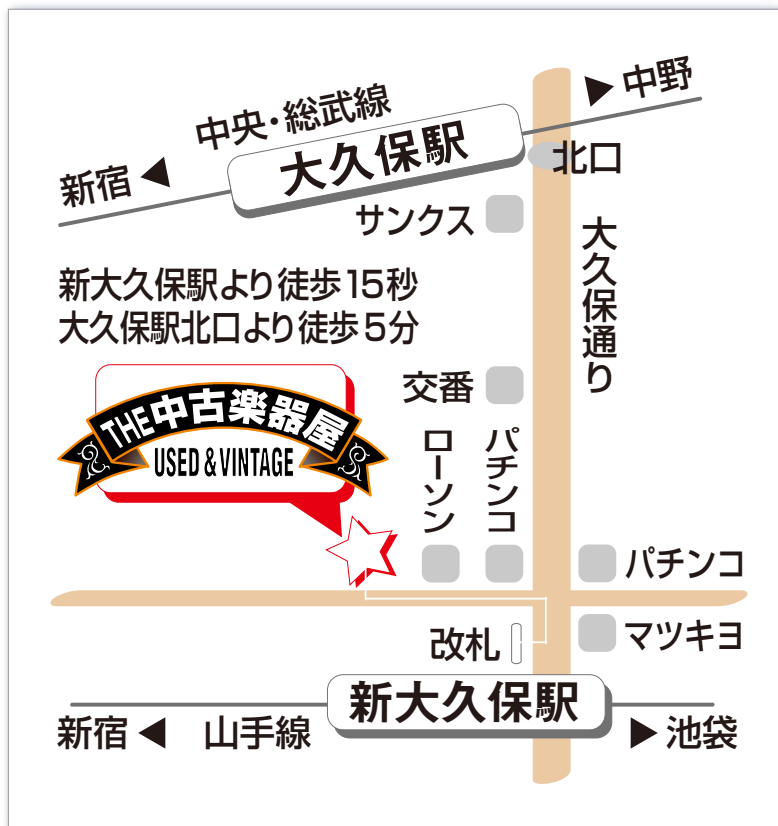 中央・総武線
▶中野
新宿◀
大久保駅
北口
サンクス
大久保通り
新大久保駅より徒歩15秒
大久保駅北口より徒歩5分
交番
THE中古楽器屋
USED & VINTAGE
ローソン
パチンコ
パチンコ
改札
マツキヨ
新大久保駅
新宿◀
山手線
▶池袋